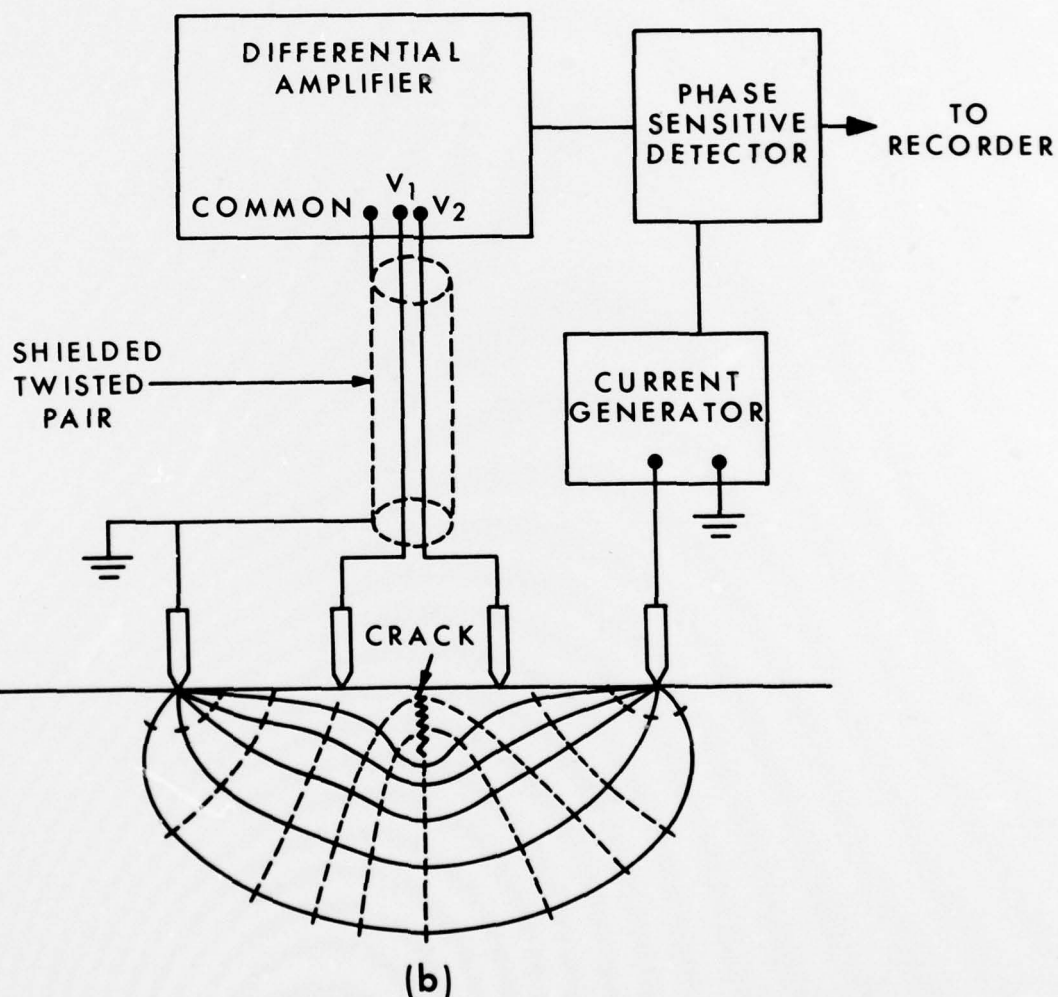 DIFFERENTIAL
AMPLIFIER
COMMON
V1
V2
PHASE
SENSITIVE
DETECTOR
TO
RECORDER
SHIELDED
TWISTED
PAIR
CURRENT
GENERATOR
CRACK
(b)